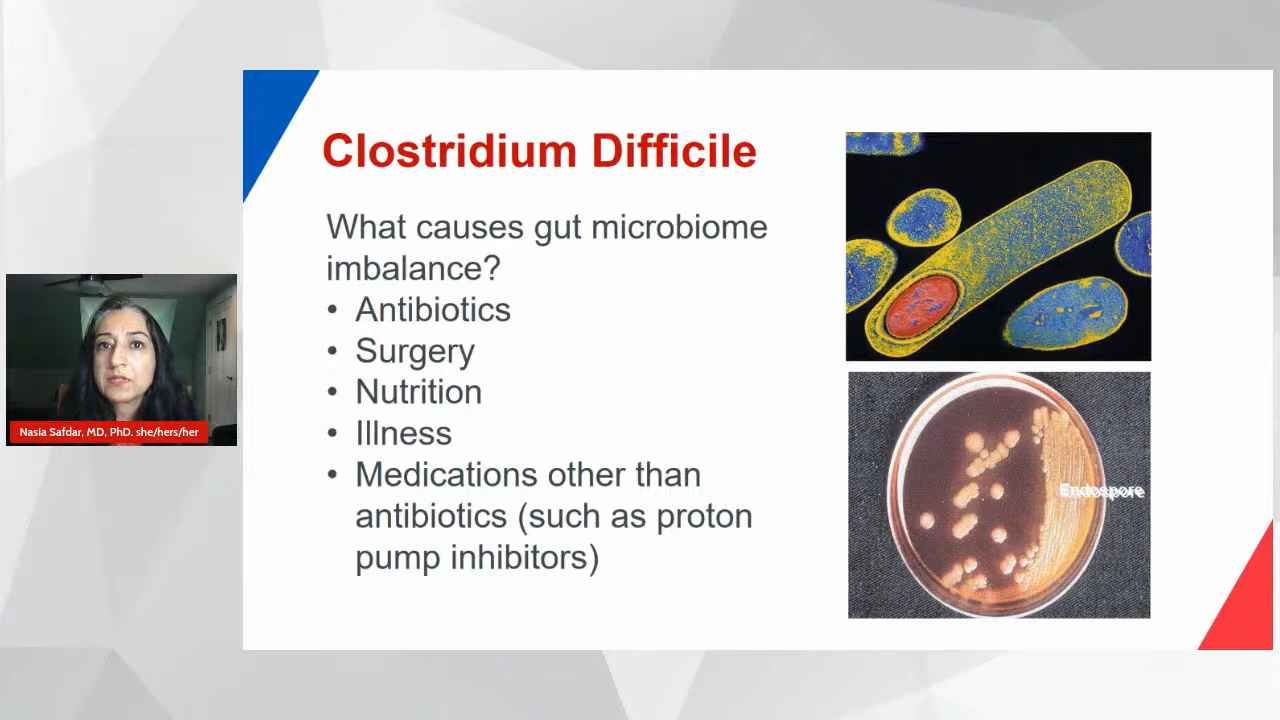 Clostridium Difficile
What causes gut microbiome
imbalance?
• Antibiotics
• Surgery
• Nutrition
• Illness
• Medications other than
antibiotics (such as proton
pump inhibitors)
Endospore
Nasia Safdar, MD, PhD. she/hers/her